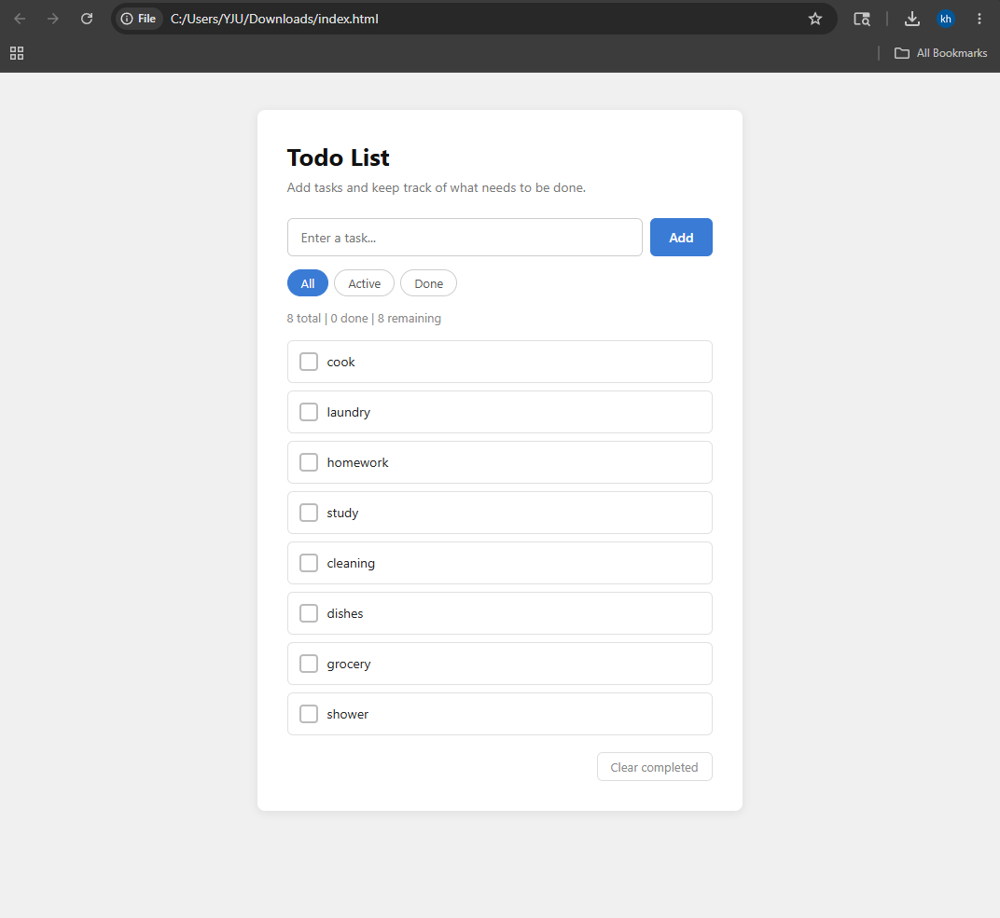 File C:/Users/YJU/Downloads/index.html kh
All Bookmarks
Todo List
Add tasks and keep track of what needs to be done.
Enter a task... Add
All Active Done
8 total | 0 done | 8 remaining
cook
laundry
homework
study
cleaning
dishes
grocery
shower
Clear completed